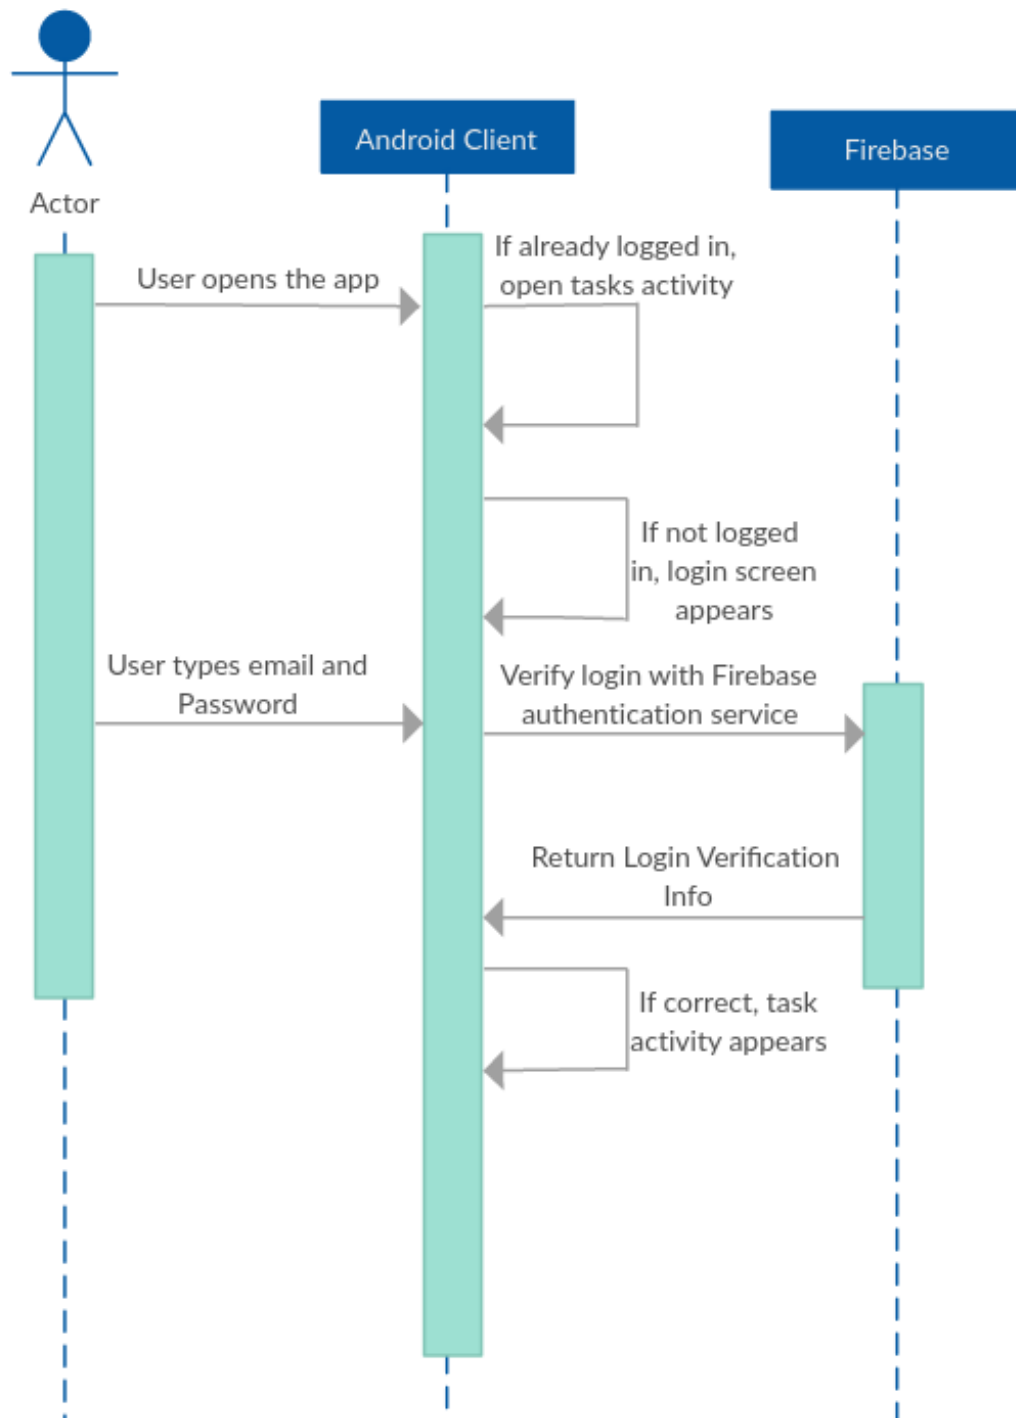 Actor
Android Client
Firebase
User opens the app
If already logged in,
open tasks activity
If not logged
in, login screen
appears
User types email and
Password
Verify login with Firebase
authentication service
Return Login Verification
Info
If correct, task
activity appears